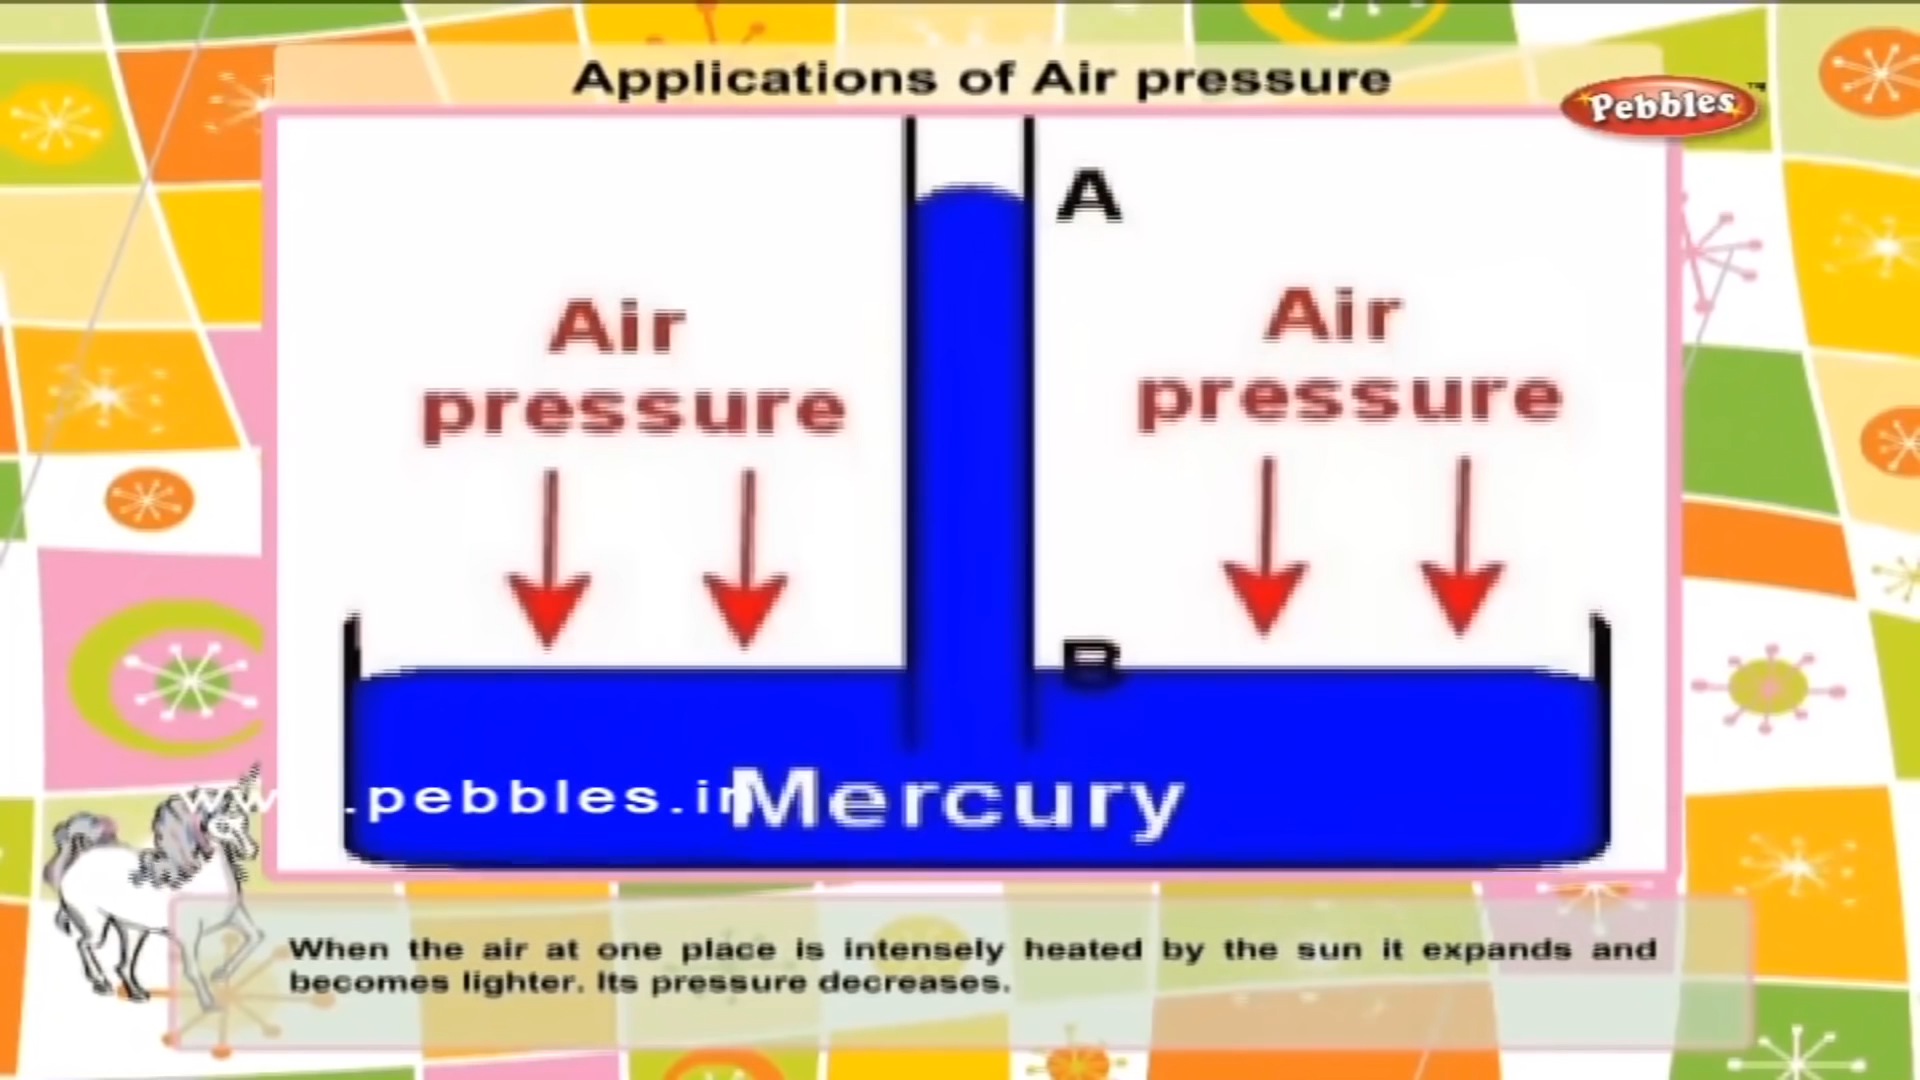 Applications of Air pressure
Pebbles™
A
Air
pressure
Air
pressure
B
www.pebbles.in
Mercury
When the air at one place is intensely heated by the sun it expands and
becomes lighter. Its pressure decreases.